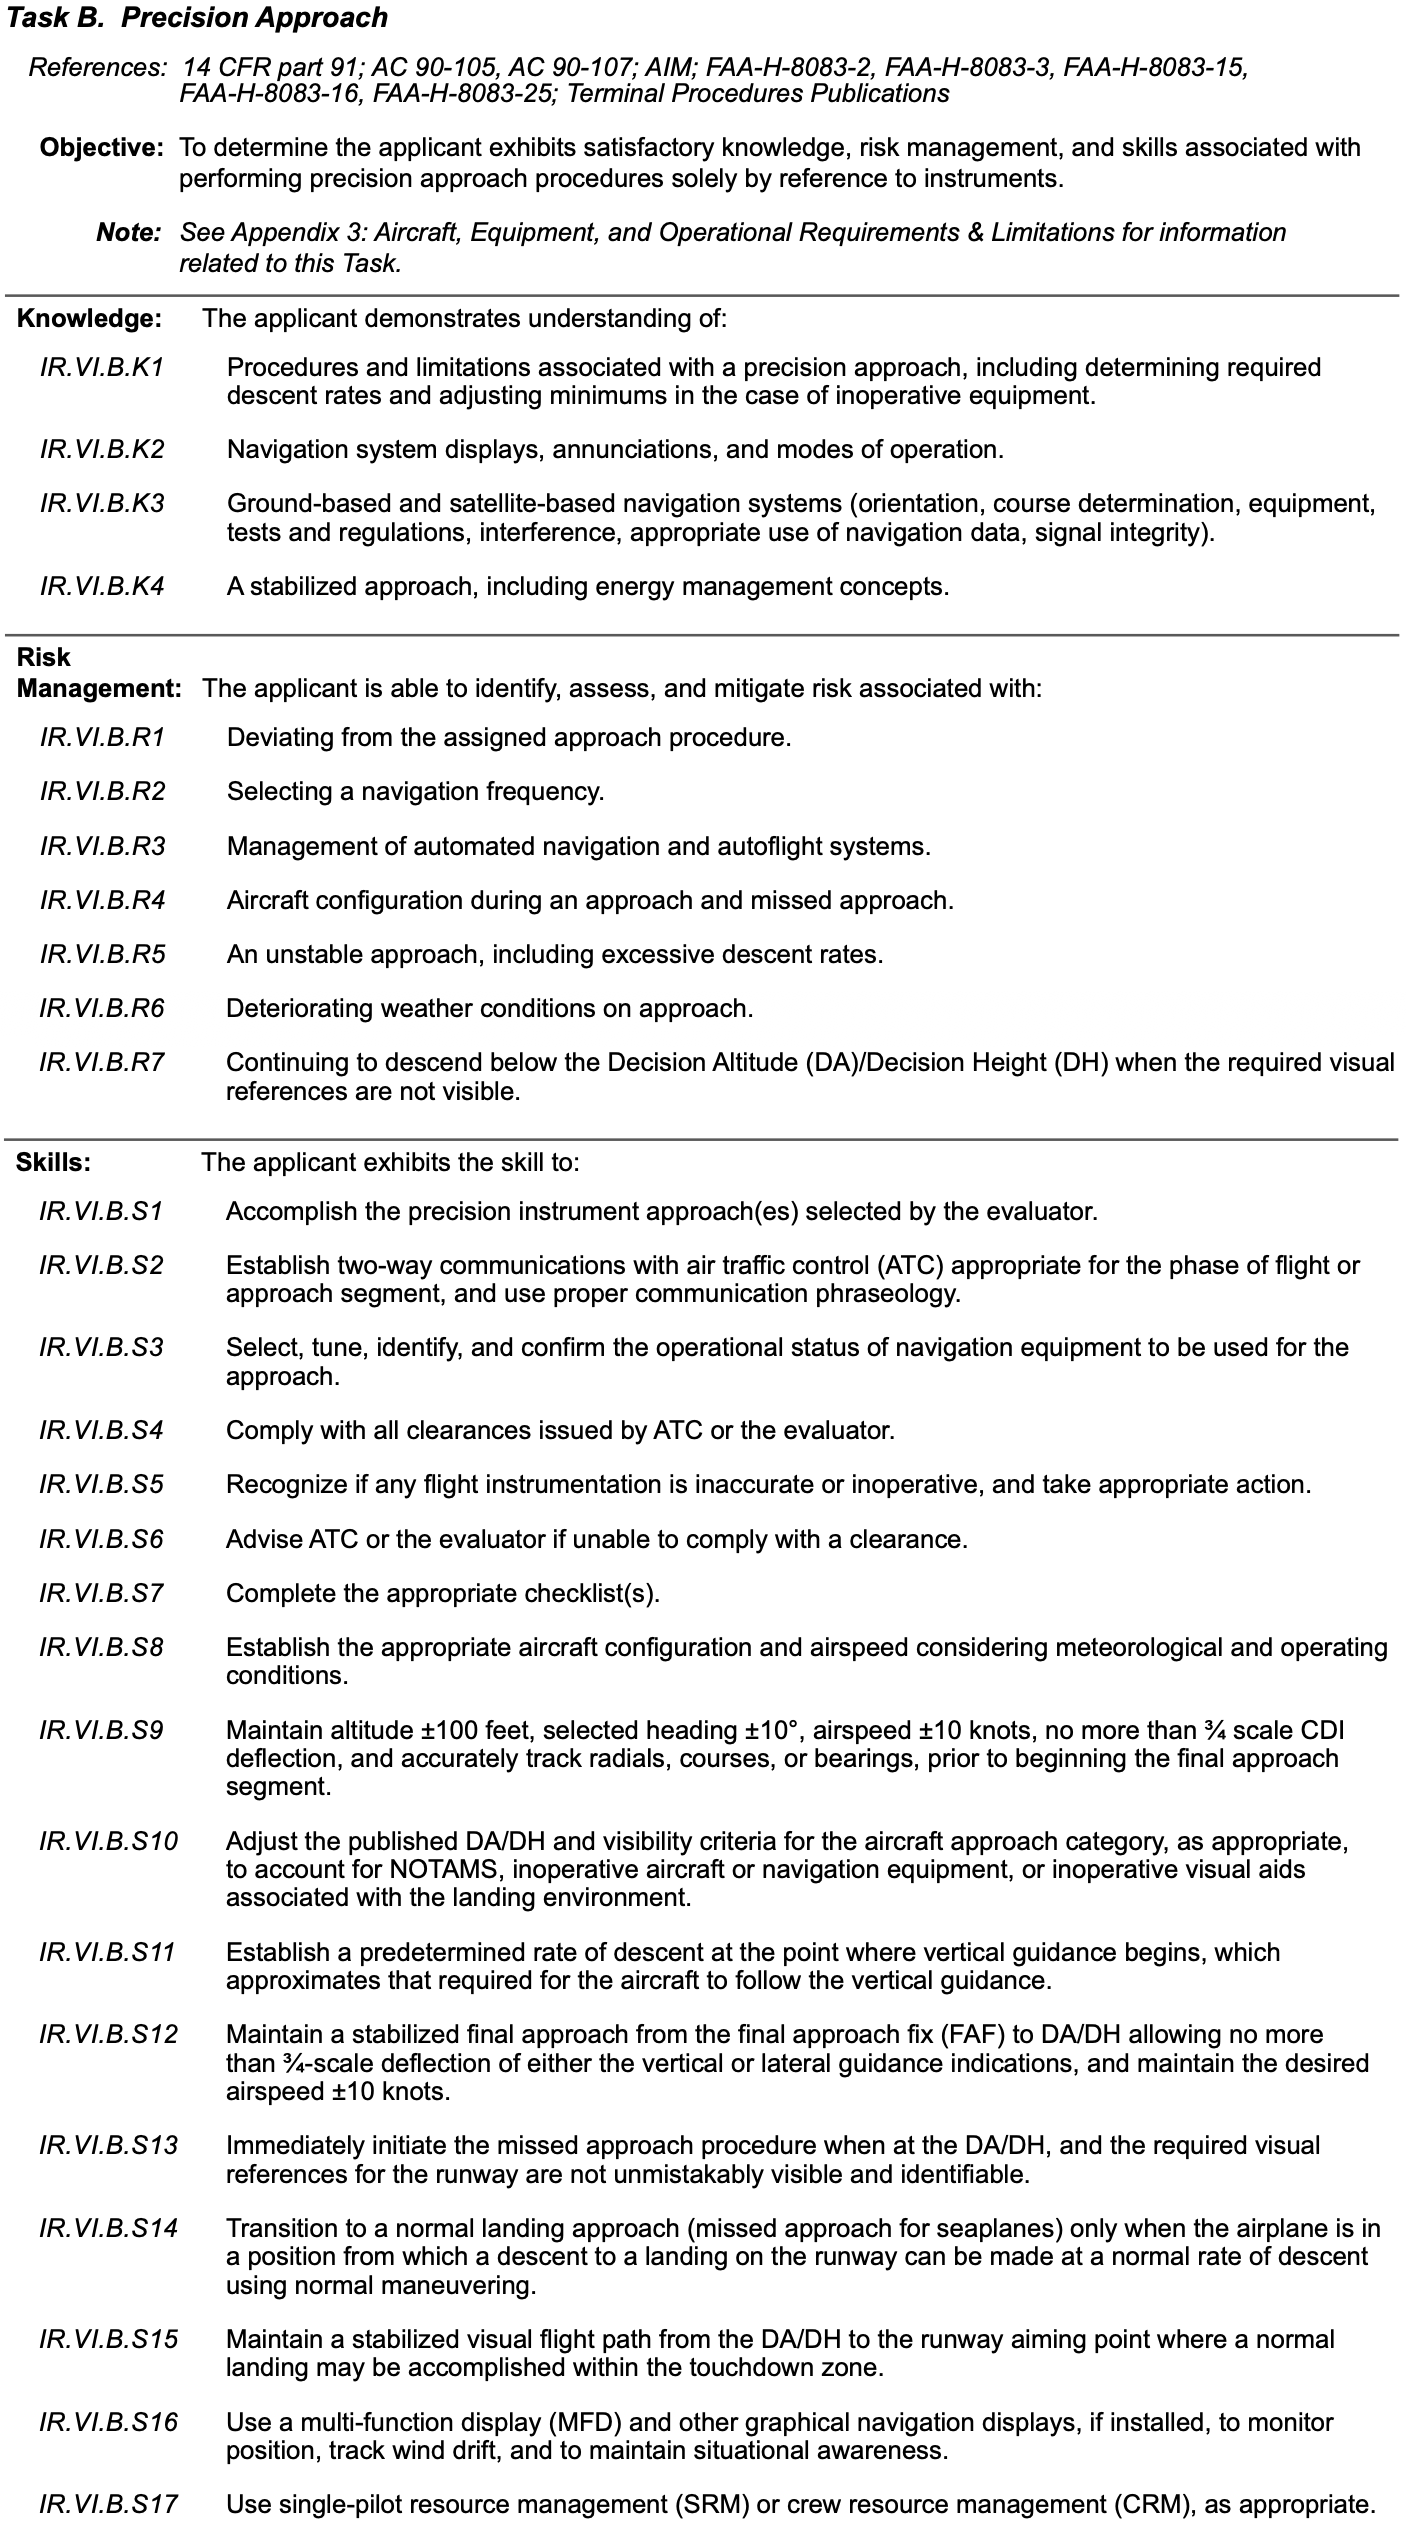 Task B. Precision Approach
References: 14 CFR part 91; AC 90-105, AC 90-107; AIM; FAA-H-8083-2, FAA-H-8083-3, FAA-H-8083-15,
FAA-H-8083-16, FAA-H-8083-25; Terminal Procedures Publications
Objective: To determine the applicant exhibits satisfactory knowledge, risk management, and skills associated with
performing precision approach procedures solely by reference to instruments.
Note: See Appendix 3: Aircraft, Equipment, and Operational Requirements & Limitations for information
related to this Task.
Knowledge: The applicant demonstrates understanding of:
IR.VI.B.K1 Procedures and limitations associated with a precision approach, including determining required
descent rates and adjusting minimums in the case of inoperative equipment.
IR.VI.B.K2 Navigation system displays, annunciations, and modes of operation.
IR.VI.B.K3 Ground-based and satellite-based navigation systems (orientation, course determination, equipment,
tests and regulations, interference, appropriate use of navigation data, signal integrity).
IR.VI.B.K4 A stabilized approach, including energy management concepts.
Risk
Management: The applicant is able to identify, assess, and mitigate risk associated with:
IR.VI.B.R1 Deviating from the assigned approach procedure.
IR.VI.B.R2 Selecting a navigation frequency.
IR.VI.B.R3 Management of automated navigation and autoflight systems.
IR.VI.B.R4 Aircraft configuration during an approach and missed approach.
IR.VI.B.R5 An unstable approach, including excessive descent rates.
IR.VI.B.R6 Deteriorating weather conditions on approach.
IR.VI.B.R7 Continuing to descend below the Decision Altitude (DA)/Decision Height (DH) when the required visual
references are not visible.
Skills: The applicant exhibits the skill to:
IR.VI.B.S1 Accomplish the precision instrument approach(es) selected by the evaluator.
IR.VI.B.S2 Establish two-way communications with air traffic control (ATC) appropriate for the phase of flight or
approach segment, and use proper communication phraseology.
IR.VI.B.S3 Select, tune, identify, and confirm the operational status of navigation equipment to be used for the
approach.
IR.VI.B.S4 Comply with all clearances issued by ATC or the evaluator.
IR.VI.B.S5 Recognize if any flight instrumentation is inaccurate or inoperative, and take appropriate action.
IR.VI.B.S6 Advise ATC or the evaluator if unable to comply with a clearance.
IR.VI.B.S7 Complete the appropriate checklist(s).
IR.VI.B.S8 Establish the appropriate aircraft configuration and airspeed considering meteorological and operating
conditions.
IR.VI.B.S9 Maintain altitude ±100 feet, selected heading ±10°, airspeed ±10 knots, no more than ¾ scale CDI
deflection, and accurately track radials, courses, or bearings, prior to beginning the final approach
segment.
IR.VI.B.S10 Adjust the published DA/DH and visibility criteria for the aircraft approach category, as appropriate,
to account for NOTAMS, inoperative aircraft or navigation equipment, or inoperative visual aids
associated with the landing environment.
IR.VI.B.S11 Establish a predetermined rate of descent at the point where vertical guidance begins, which
approximates that required for the aircraft to follow the vertical guidance.
IR.VI.B.S12 Maintain a stabilized final approach from the final approach fix (FAF) to DA/DH allowing no more
than ¾-scale deflection of either the vertical or lateral guidance indications, and maintain the desired
airspeed ±10 knots.
IR.VI.B.S13 Immediately initiate the missed approach procedure when at the DA/DH, and the required visual
references for the runway are not unmistakably visible and identifiable.
IR.VI.B.S14 Transition to a normal landing approach (missed approach for seaplanes) only when the airplane is in
a position from which a descent to a landing on the runway can be made at a normal rate of descent
using normal maneuvering.
IR.VI.B.S15 Maintain a stabilized visual flight path from the DA/DH to the runway aiming point where a normal
landing may be accomplished within the touchdown zone.
IR.VI.B.S16 Use a multi-function display (MFD) and other graphical navigation displays, if installed, to monitor
position, track wind drift, and to maintain situational awareness.
IR.VI.B.S17 Use single-pilot resource management (SRM) or crew resource management (CRM), as appropriate.